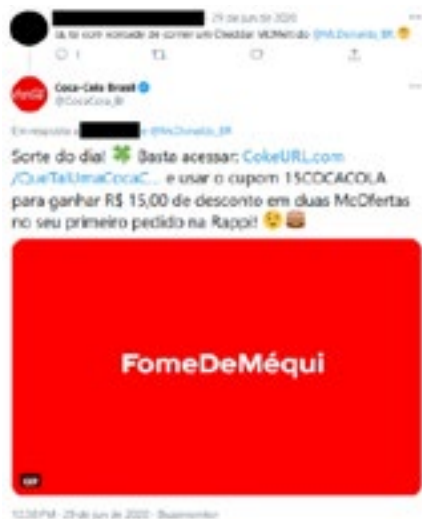 29 de jun de 2020
tô com vontade de comer um Cheddar McMelt do @McDonalds_BR
1
Coca-Cola Brasil
@CocaCola_Br
Em resposta a e @McDonalds_BR
Sorte do dia! 🍀 Basta acessar: CokeURL.com
/QueTalUmaCocaC... e usar o cupom 15COCACOLA
para ganhar R$ 15,00 de desconto em duas McOfertas
no seu primeiro pedido na Rappi! 😉🍔
FomeDeMéqui
GIF
12:30 PM · 29 de jun de 2020 ·